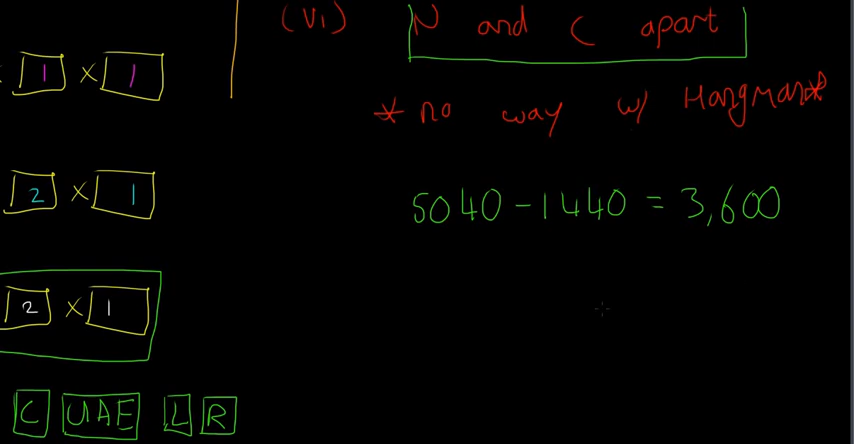 (VI) N and C apart
1 × 1
* no way w/ Hangman*
2 × 1
5040 - 1440 = 3,600
2 × 1
C UAE L R